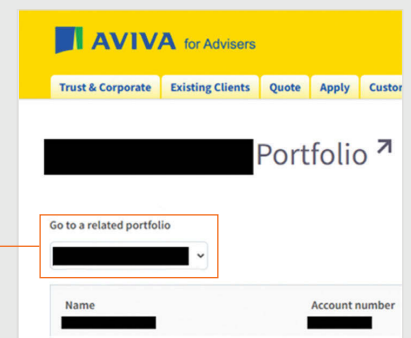 AVIVA for Advisers
Trust & Corporate Existing Clients Quote Apply
Portfolio
Go to a related portfolio
Name Account number